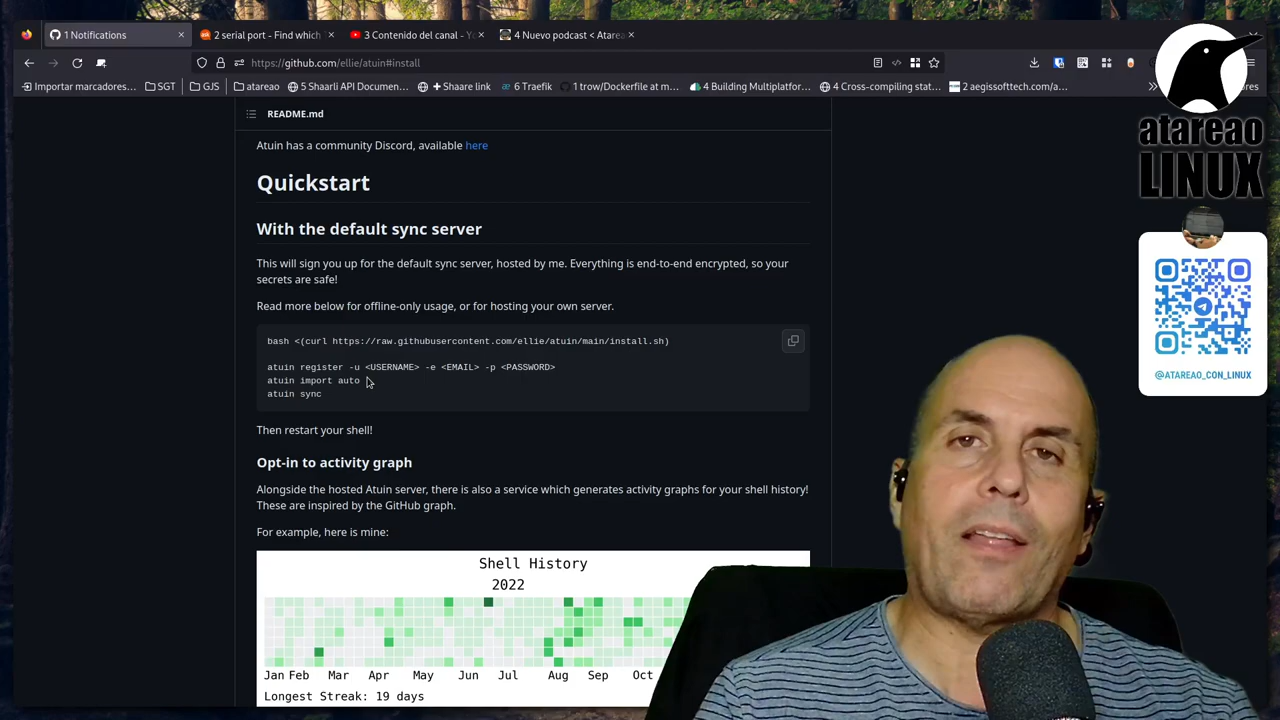 1 Notifications
2 serial port - Find which
3 Contenido del canal - Yo
4 Nuevo podcast < Atarea
https://github.com/ellie/atuin#install
Importar marcadores...
SGT
GJS
atareao
5 Shaarli API Documen...
Shaare link
6 Traefik
1 trow/Dockerfile at m...
4 Building Multiplatfor...
4 Cross-compiling stat...
2 aegissofttech.com/a...
README.md
Atuin has a community Discord, available here
Quickstart
With the default sync server
This will sign you up for the default sync server, hosted by me. Everything is end-to-end encrypted, so your
secrets are safe!
Read more below for offline-only usage, or for hosting your own server.
bash <(curl https://raw.githubusercontent.com/ellie/atuin/main/install.sh)
atuin register -u <USERNAME> -e <EMAIL> -p <PASSWORD>
atuin import auto
atuin sync
Then restart your shell!
Opt-in to activity graph
Alongside the hosted Atuin server, there is also a service which generates activity graphs for your shell history!
These are inspired by the GitHub graph.
For example, here is mine:
Shell History
2022
Jan Feb Mar Apr May Jun Jul Aug Sep Oct
Longest Streak: 19 days
atareao
LINUX
@ATAREAO_CON_LINUX